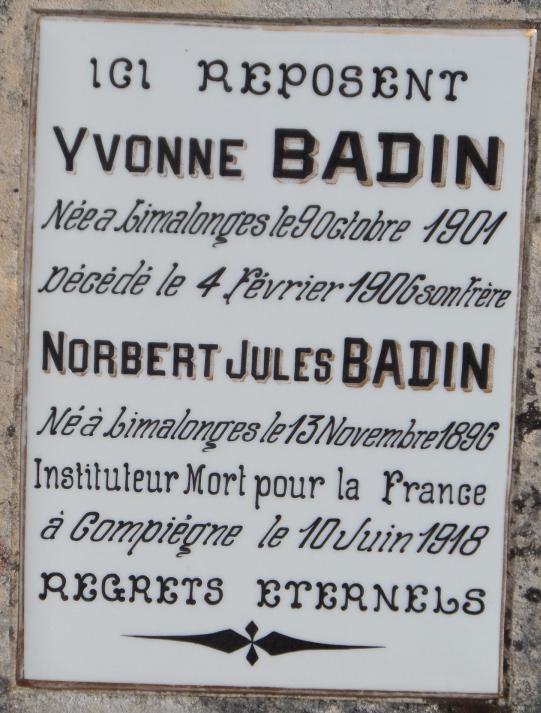 ICI REPOSENT
YVONNE BADIN
Née a Limalonges le 9 Octobre 1901
Décédé le 4 Février 1906 son Frère
NORBERT JULES BADIN
Né à Limalonges le 13 Novembre 1896
Instituteur Mort pour la France
à Compiégne le 10 Juin 1918
REGRETS ETERNELS